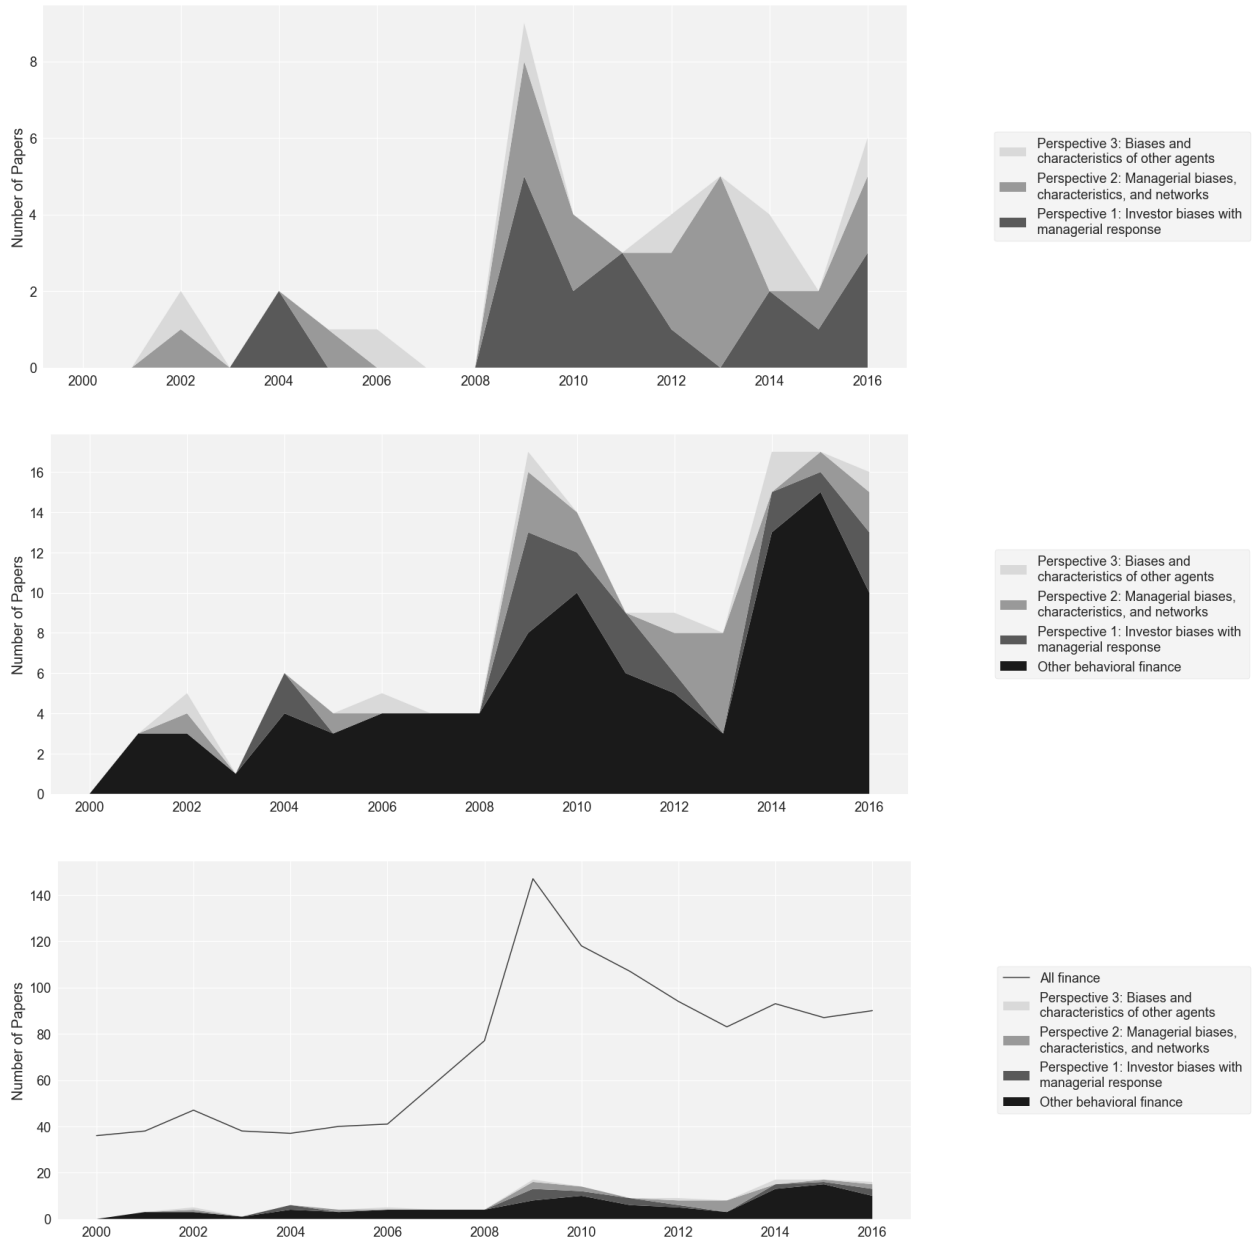 8
6
4
2
0
Number of Papers
2000 2002 2004 2006 2008 2010 2012 2014 2016
Perspective 3: Biases and
characteristics of other agents
Perspective 2: Managerial biases,
characteristics, and networks
Perspective 1: Investor biases with
managerial response
16
14
12
10
8
6
4
2
0
Number of Papers
2000 2002 2004 2006 2008 2010 2012 2014 2016
Perspective 3: Biases and
characteristics of other agents
Perspective 2: Managerial biases,
characteristics, and networks
Perspective 1: Investor biases with
managerial response
Other behavioral finance
140
120
100
80
60
40
20
0
Number of Papers
2000 2002 2004 2006 2008 2010 2012 2014 2016
All finance
Perspective 3: Biases and
characteristics of other agents
Perspective 2: Managerial biases,
characteristics, and networks
Perspective 1: Investor biases with
managerial response
Other behavioral finance